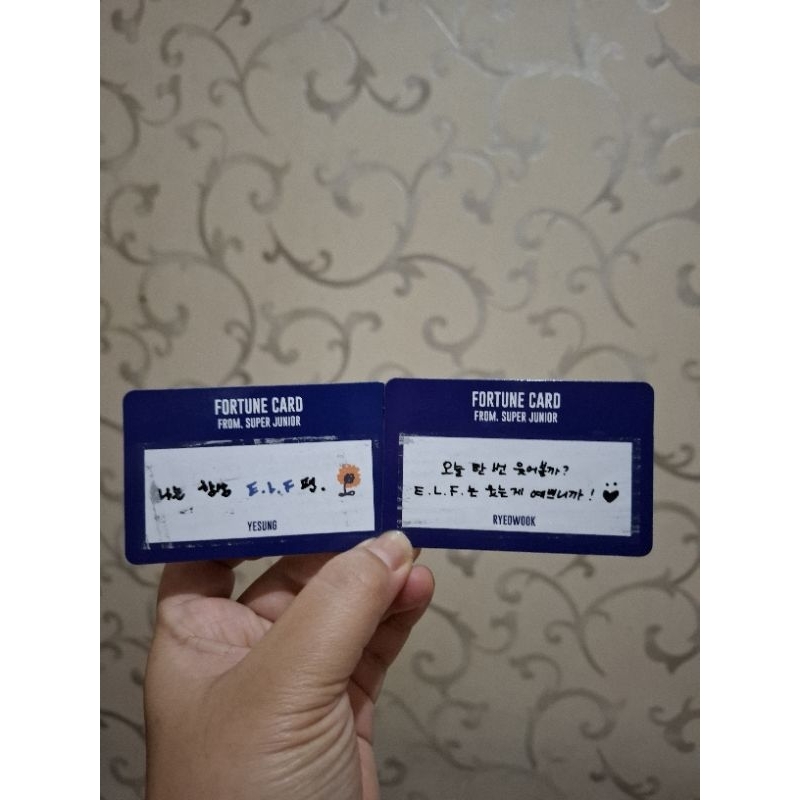 FORTUNE CARD
FROM. SUPER JUNIOR
나는 항상 E.L.F 편.
YESUNG
FORTUNE CARD
FROM. SUPER JUNIOR
오늘 한 번 웃어볼까?
E.L.F.는 웃는게 예쁘니까!
RYEOWOOK